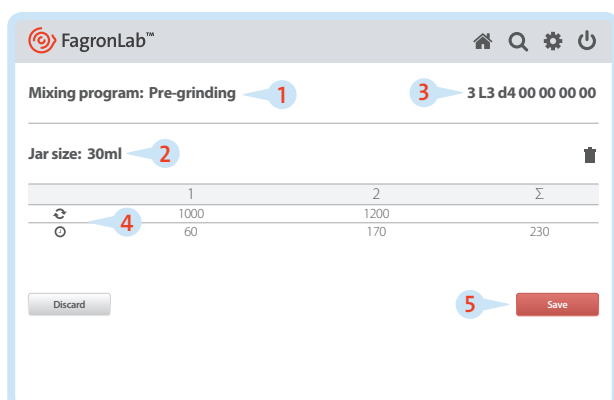 FagronLab™
Mixing program: Pre-grinding 1 3 3 L3 d4 00 00 00 00
Jar size: 30ml 2
1 2 Σ
1000 1200
4
60 170 230
Discard 5 Save